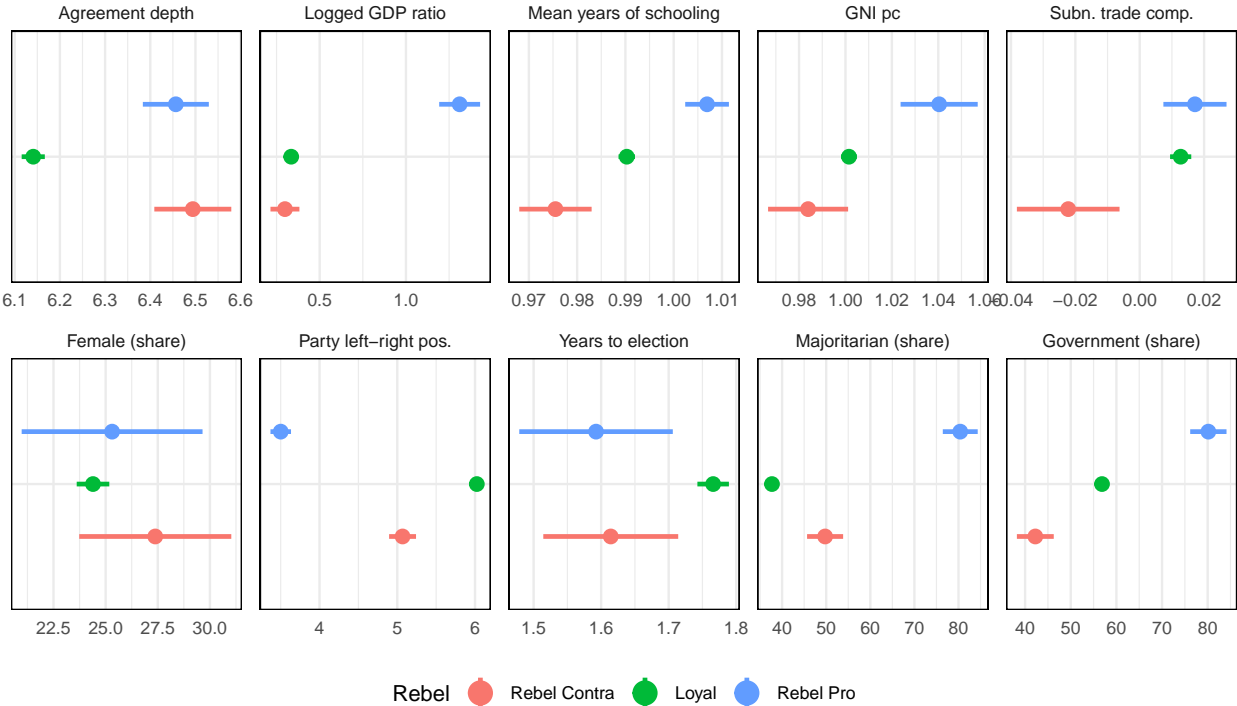 Agreement depth Logged GDP ratio Mean years of schooling GNI pc Subn. trade comp.
6.1 6.2 6.3 6.4 6.5 6.6 0.5 1.0 0.97 0.98 0.99 1.00 1.01 0.98 1.00 1.02 1.04 1.06 −0.04 −0.02 0.00 0.02
Female (share) Party left−right pos. Years to election Majoritarian (share) Government (share)
22.5 25.0 27.5 30.0 4 5 6 1.5 1.6 1.7 1.8 40 50 60 70 80 40 50 60 70 80
Rebel Rebel Contra Loyal Rebel Pro